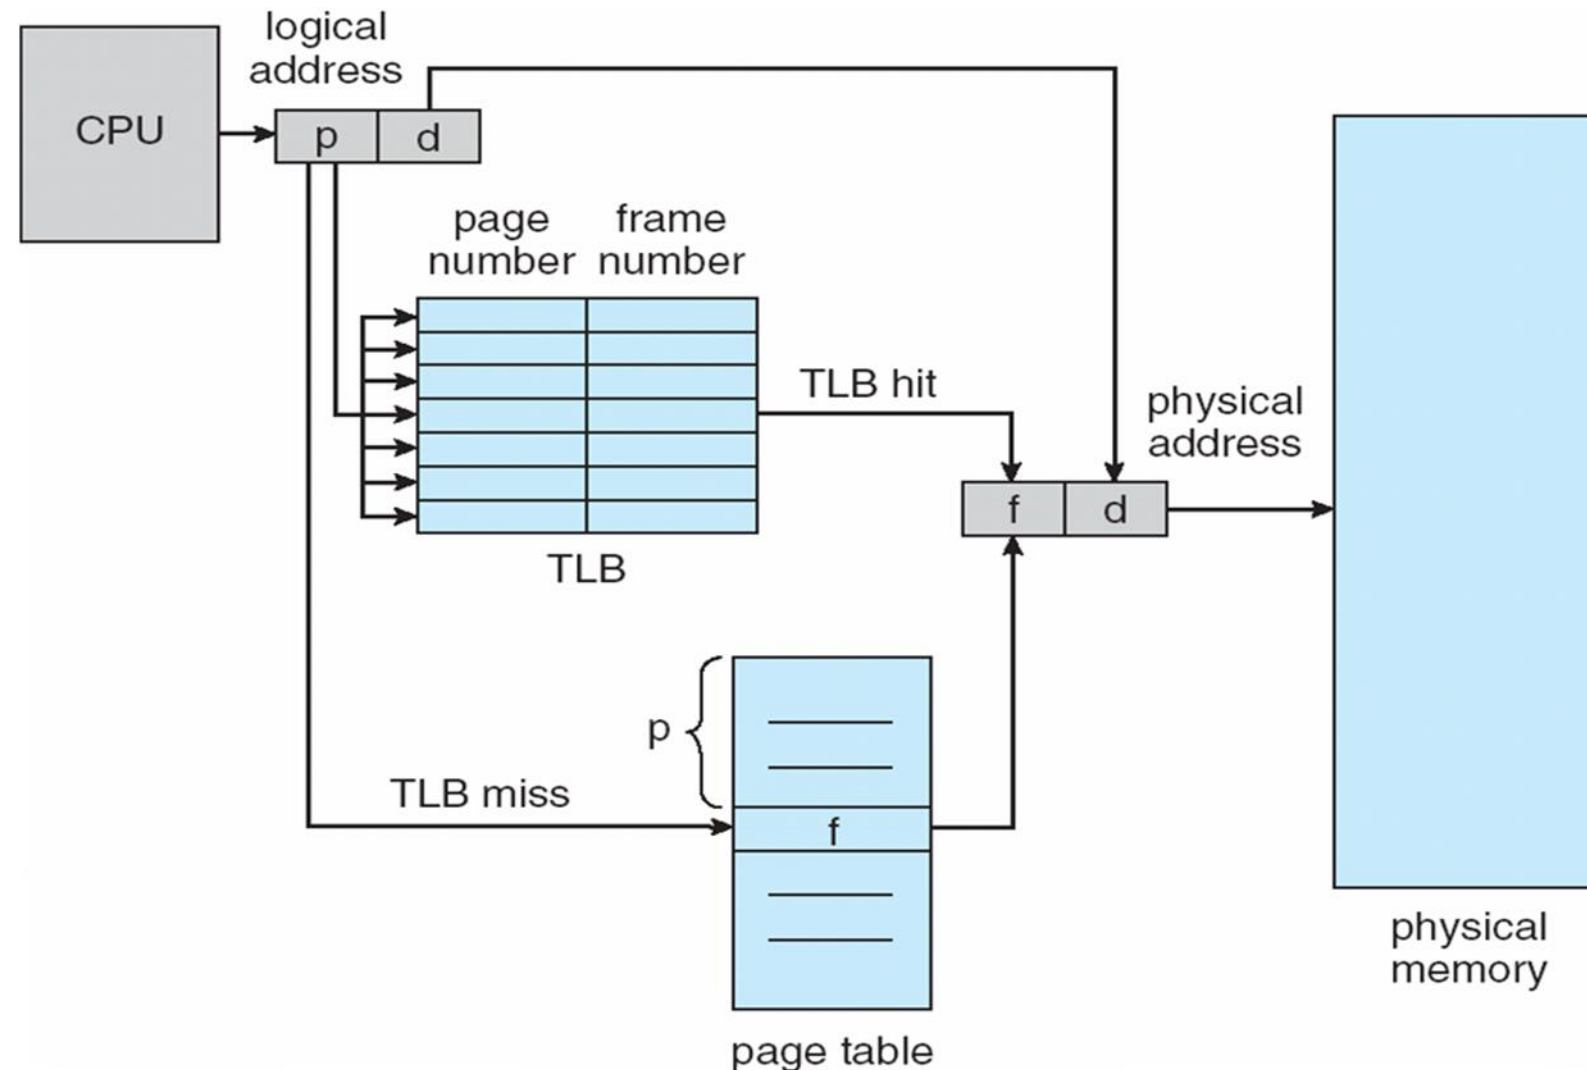 logical
address
CPU
p
d
page
number
frame
number
TLB hit
physical
address
f
d
TLB
p
TLB miss
f
physical
memory
page table